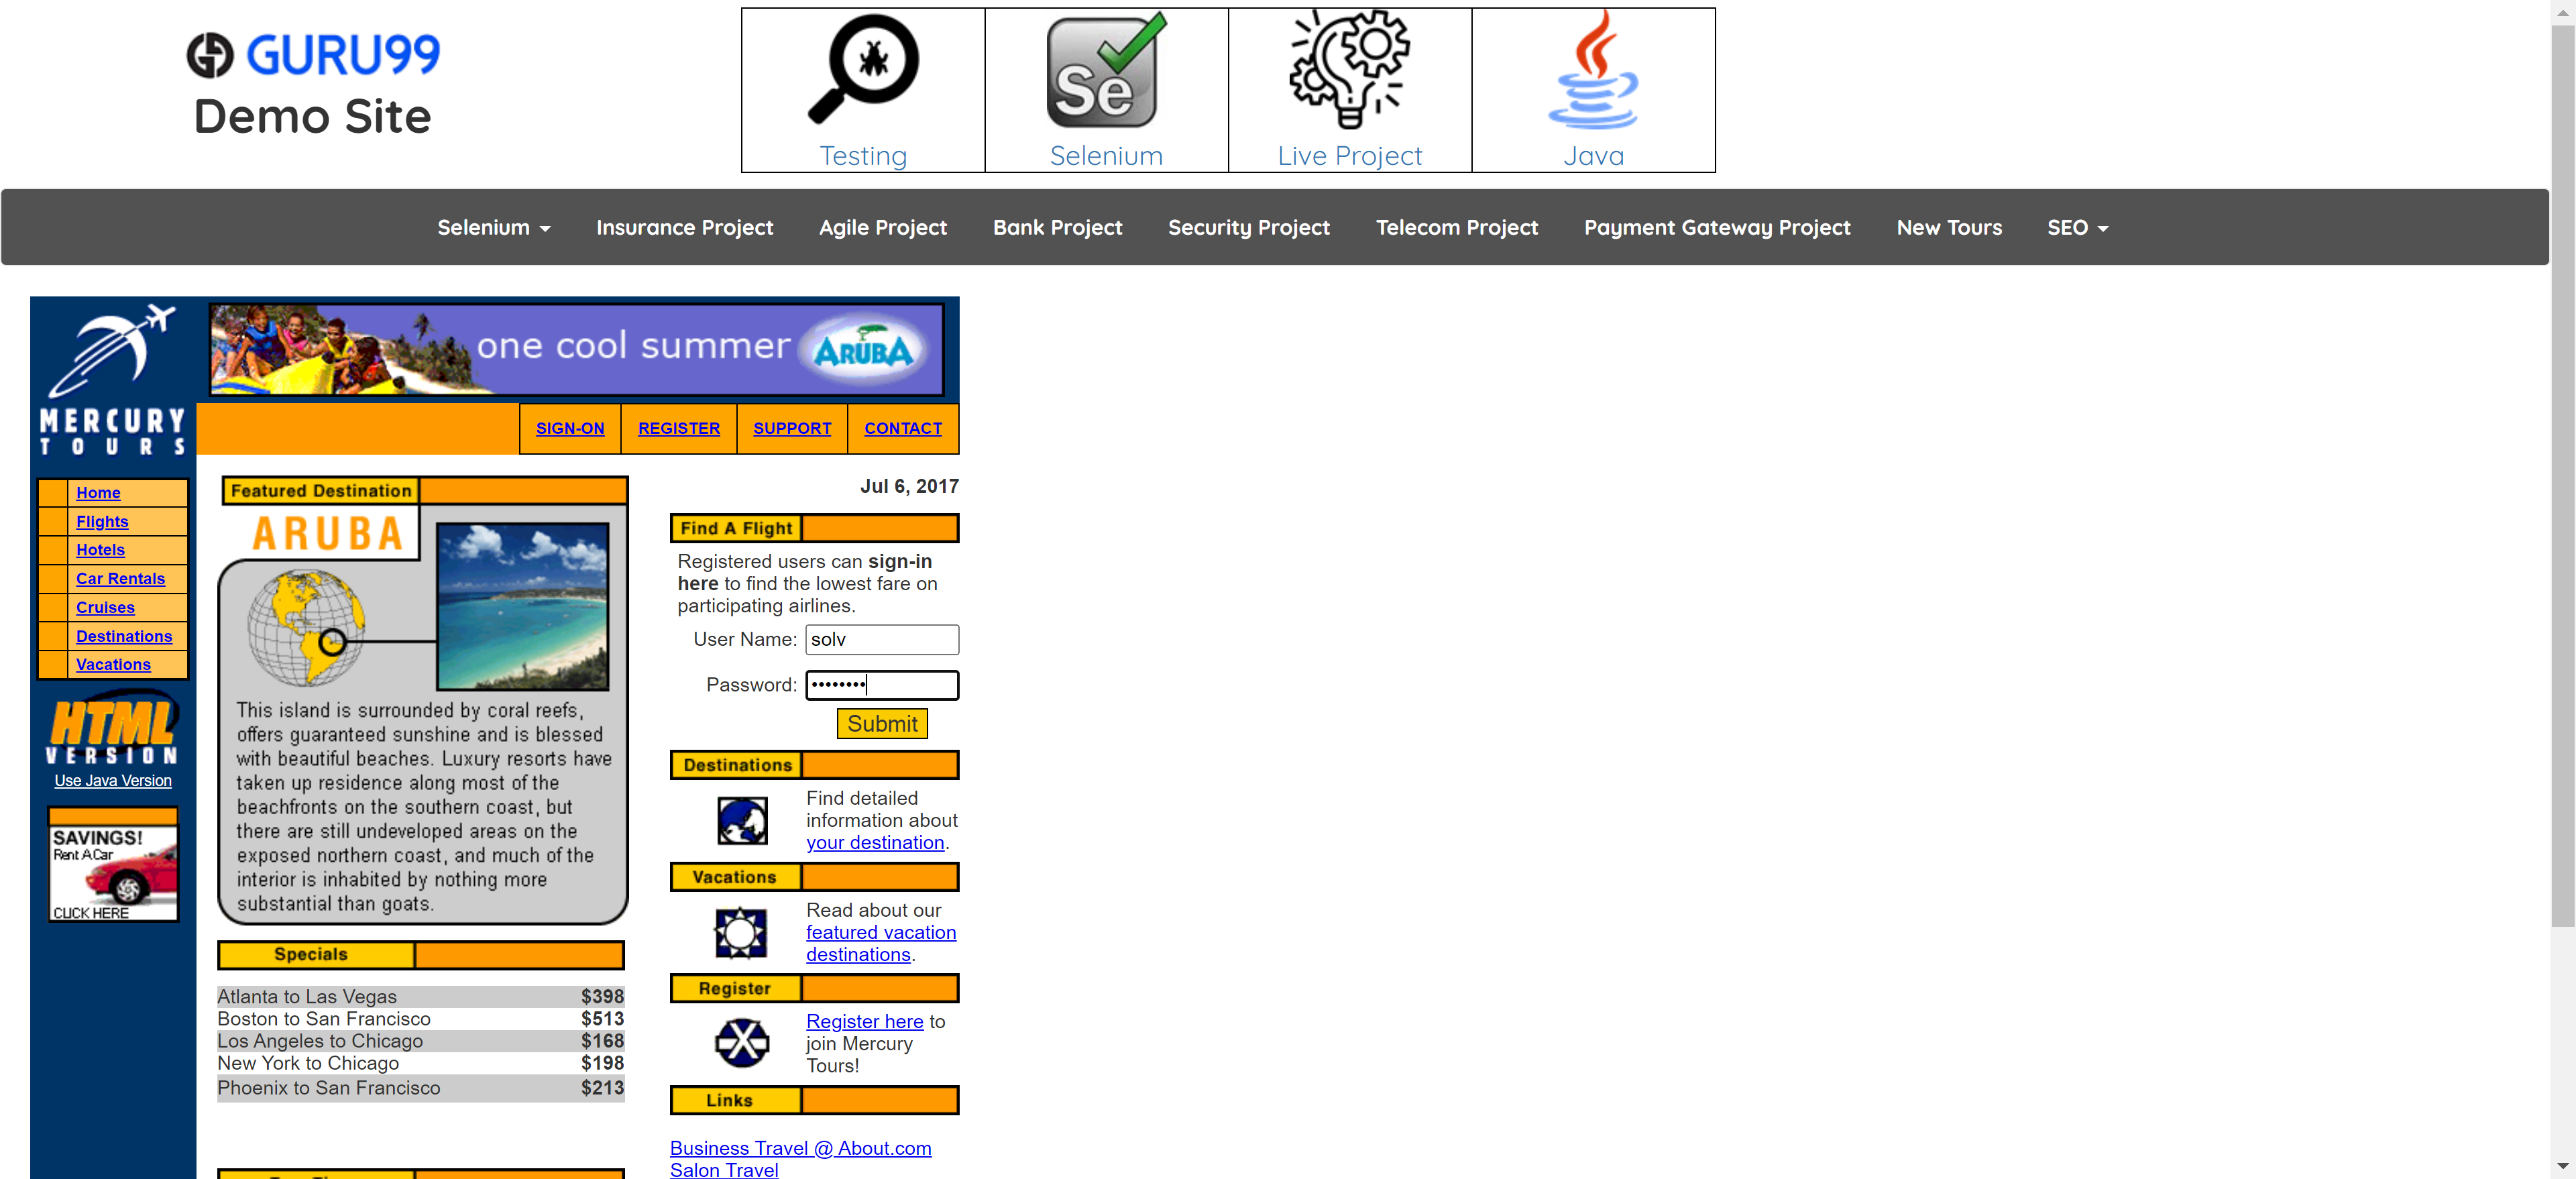 GURU99
Demo Site
Testing
Selenium
Live Project
Java
Selenium
Insurance Project
Agile Project
Bank Project
Security Project
Telecom Project
Payment Gateway Project
New Tours
SEO
one cool summer ARUBA
MERCURY
TOURS
SIGN-ON
REGISTER
SUPPORT
CONTACT
Home
Flights
Hotels
Car Rentals
Cruises
Destinations
Vacations
HTML
VERSION
Use Java Version
SAVINGS!
Rent A Car
CLICK HERE
Featured Destination
ARUBA
This island is surrounded by coral reefs,
offers guaranteed sunshine and is blessed
with beautiful beaches. Luxury resorts have
taken up residence along most of the
beachfronts on the southern coast, but
there are still undeveloped areas on the
exposed northern coast, and much of the
interior is inhabited by nothing more
substantial than goats.
Specials
Atlanta to Las Vegas $398
Boston to San Francisco $513
Los Angeles to Chicago $168
New York to Chicago $198
Phoenix to San Francisco $213
Jul 6, 2017
Find A Flight
Registered users can sign-in
here to find the lowest fare on
participating airlines.
User Name: solv
Password: ••••••••
Submit
Destinations
Find detailed
information about
your destination.
Vacations
Read about our
featured vacation
destinations.
Register
Register here to
join Mercury
Tours!
Links
Business Travel @ About.com
Salon Travel